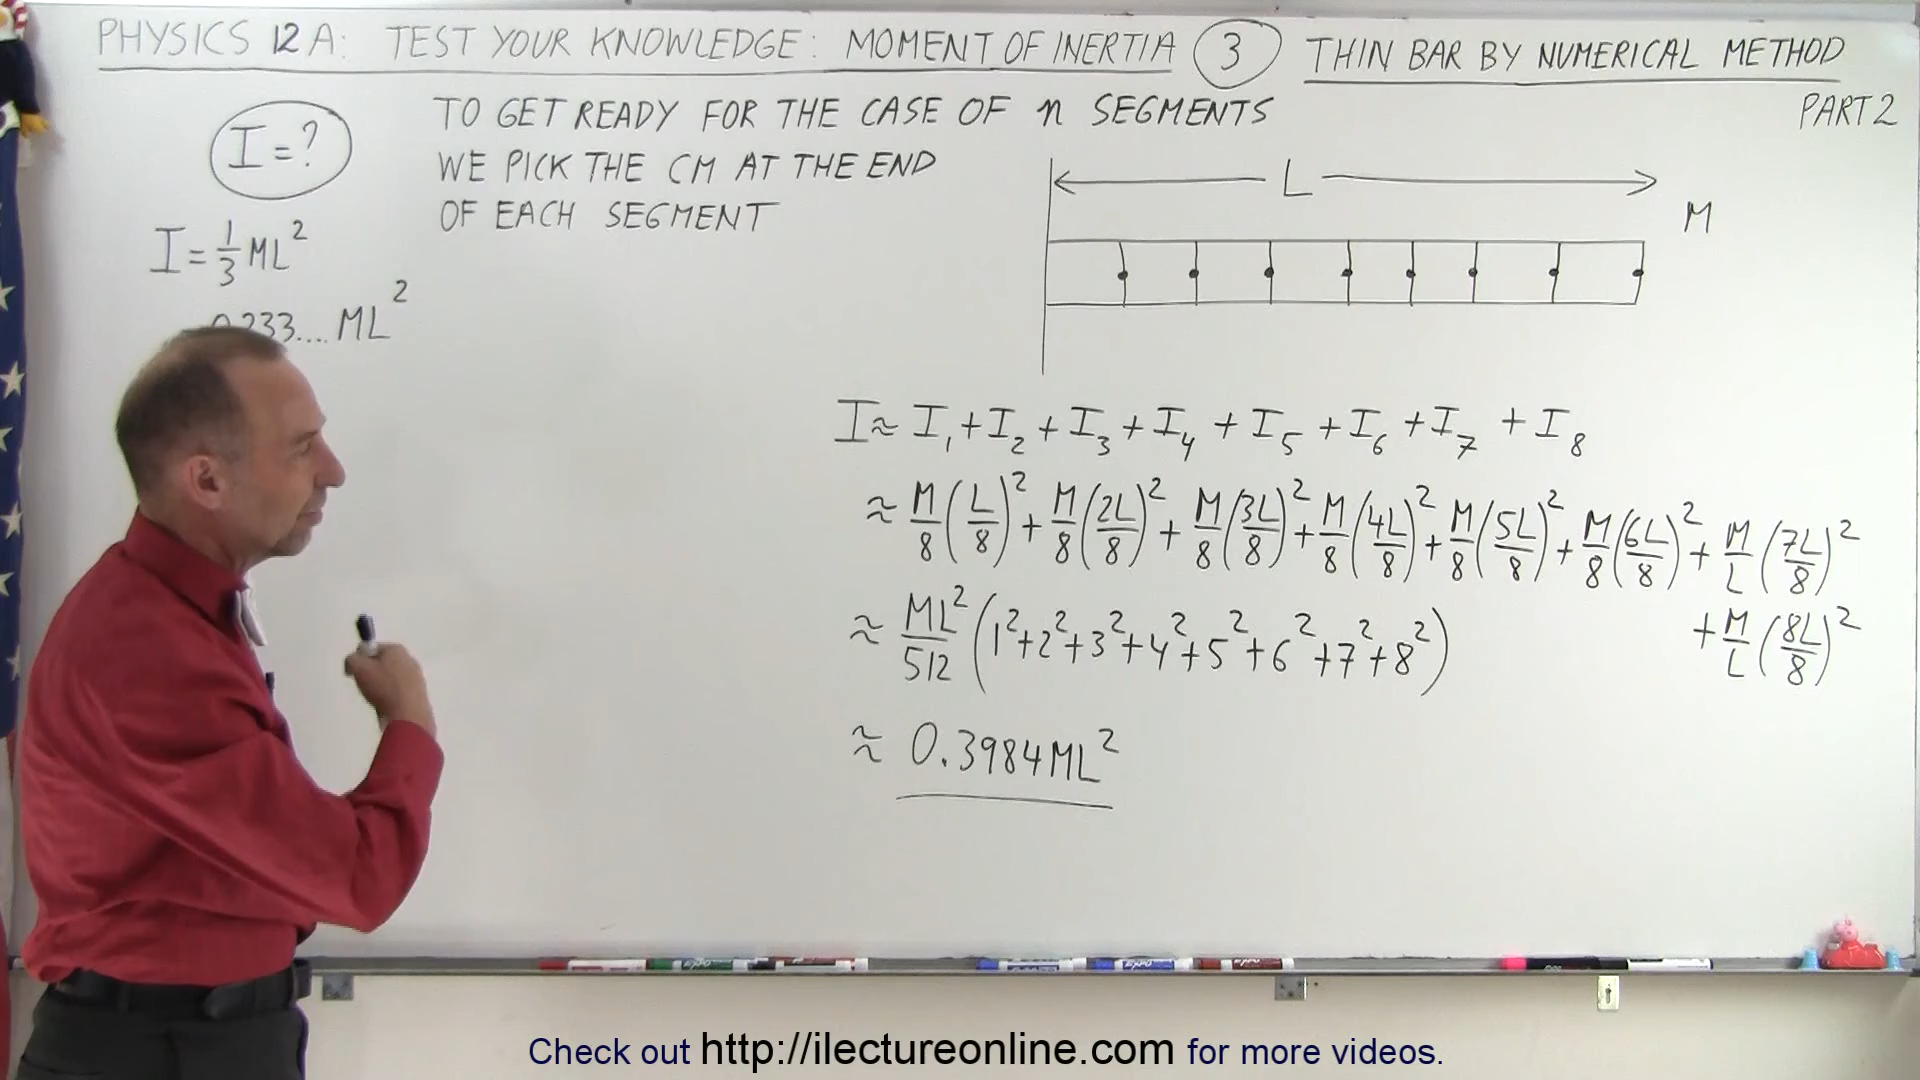 PHYSICS 12A: TEST YOUR KNOWLEDGE: MOMENT OF INERTIA 3 THIN BAR BY NUMERICAL METHOD
PART 2
I = ?
TO GET READY FOR THE CASE OF n SEGMENTS
WE PICK THE CM AT THE END
OF EACH SEGMENT
I = 1/3 ML²
0.233.... ML²
L
M
I ≈ I₁ + I₂ + I₃ + I₄ + I₅ + I₆ + I₇ + I₈
≈ M/8 (L/8)² + M/8 (2L/8)² + M/8 (3L/8)² + M/8 (4L/8)² + M/8 (5L/8)² + M/8 (6L/8)² + M/L (7L/8)²
+ M/L (8L/8)²
≈ ML²/512 (1² + 2² + 3² + 4² + 5² + 6² + 7² + 8²)
≈ 0.3984 ML²
EXPO
Check out http://ilectureonline.com for more videos.